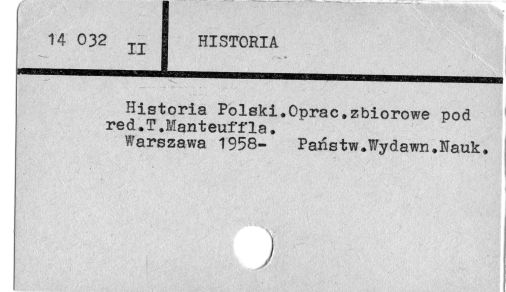 14 032 II HISTORIA
Historia Polski.Oprac.zbiorowe pod
red.T.Manteuffla.
Warszawa 1958- Państw.Wydawn.Nauk.